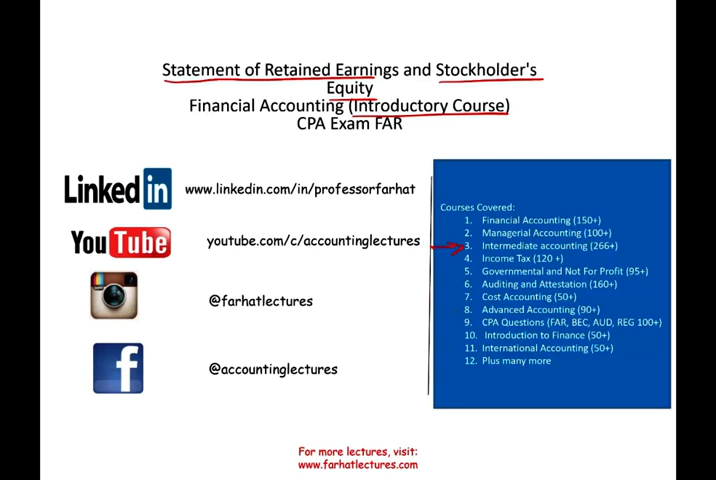 Statement of Retained Earnings and Stockholder's
Equity
Financial Accounting (Introductory Course)
CPA Exam FAR
Linked in www.linkedin.com/in/professorfarhat
You Tube youtube.com/c/accountinglectures
@farhatlectures
f @accountinglectures
Courses Covered:
1. Financial Accounting (150+)
2. Managerial Accounting (100+)
3. Intermediate accounting (266+)
4. Income Tax (120 +)
5. Governmental and Not For Profit (95+)
6. Auditing and Attestation (160+)
7. Cost Accounting (50+)
8. Advanced Accounting (90+)
9. CPA Questions (FAR, BEC, AUD, REG 100+)
10. Introduction to Finance (50+)
11. International Accounting (50+)
12. Plus many more
For more lectures, visit:
www.farhatlectures.com